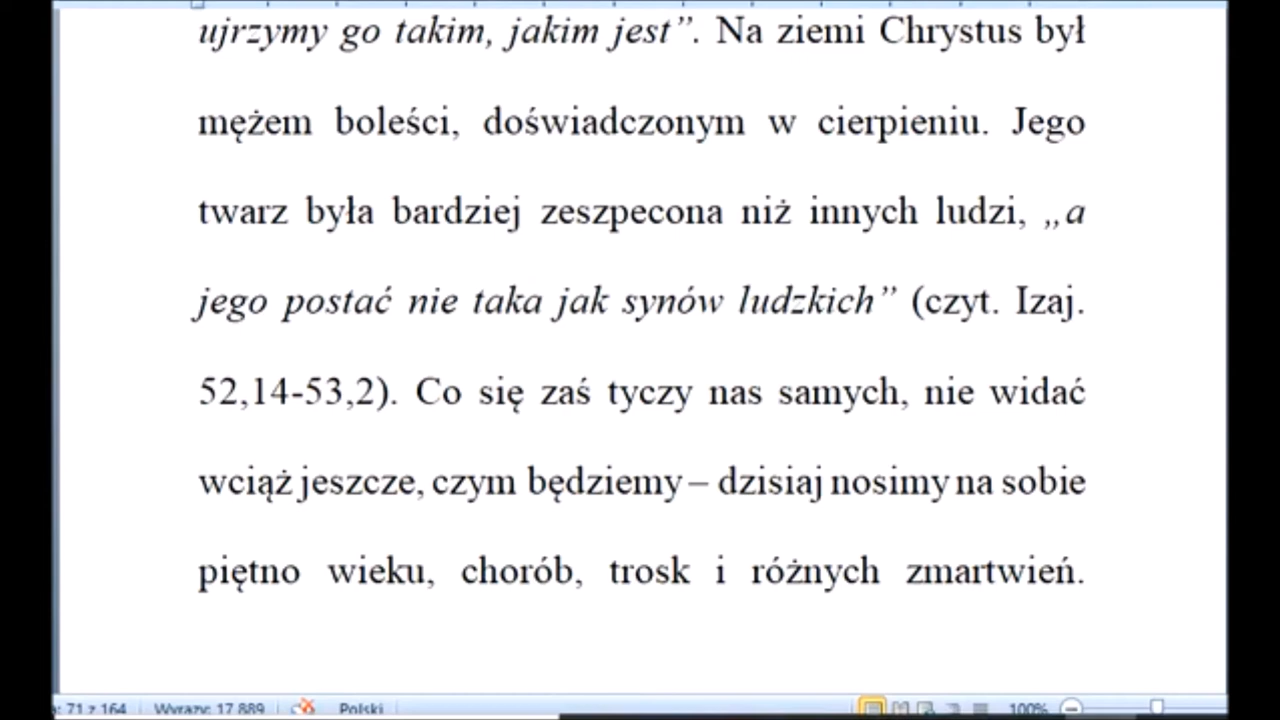 ujrzymy go takim, jakim jest”. Na ziemi Chrystus był
mężem boleści, doświadczonym w cierpieniu. Jego
twarz była bardziej zeszpecona niż innych ludzi, „a
jego postać nie taka jak synów ludzkich” (czyt. Izaj.
52,14-53,2). Co się zaś tyczy nas samych, nie widać
wciąż jeszcze, czym będziemy – dzisiaj nosimy na sobie
piętno wieku, chorób, trosk i różnych zmartwień.
: 71 z 164 Wyrazy: 17 889 Polski 100%